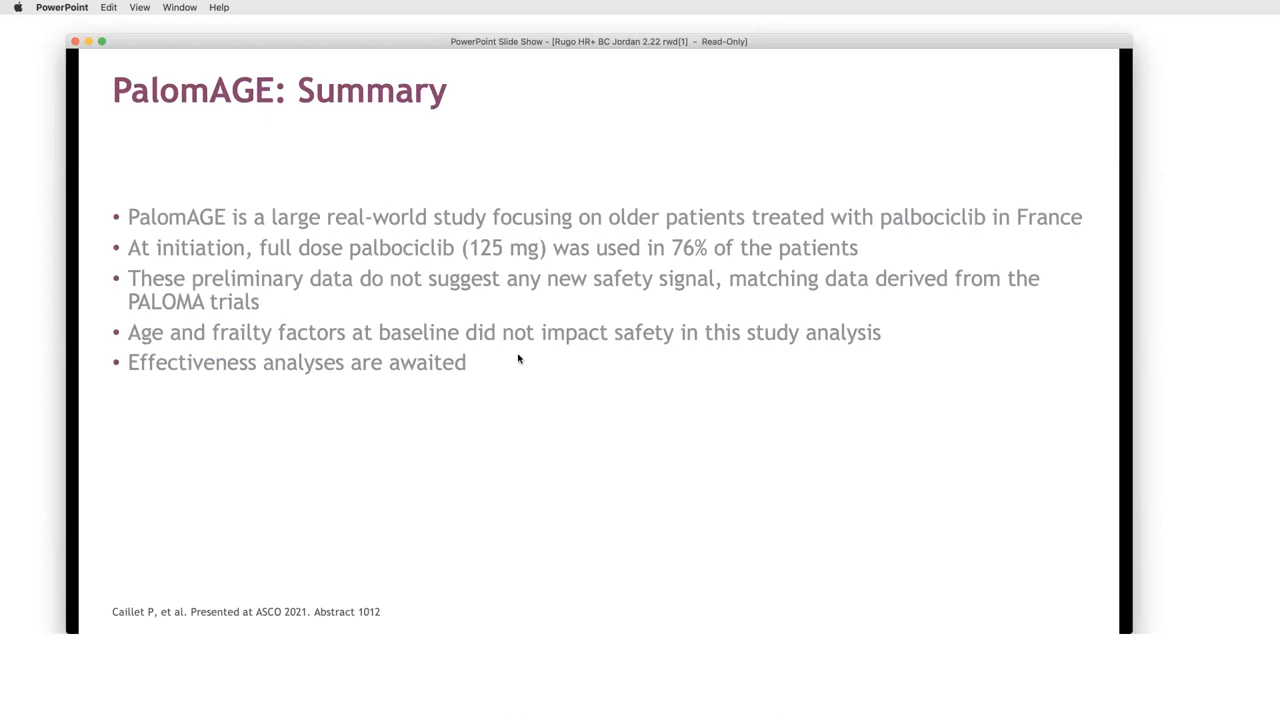 PowerPoint Edit View Window Help
PowerPoint Slide Show - [Rugo HR+ BC Jordan 2.22 rwd[1] - Read-Only]
PalomAGE: Summary
• PalomAGE is a large real-world study focusing on older patients treated with palbociclib in France
• At initiation, full dose palbociclib (125 mg) was used in 76% of the patients
• These preliminary data do not suggest any new safety signal, matching data derived from the
PALOMA trials
• Age and frailty factors at baseline did not impact safety in this study analysis
• Effectiveness analyses are awaited
Caillet P, et al. Presented at ASCO 2021. Abstract 1012